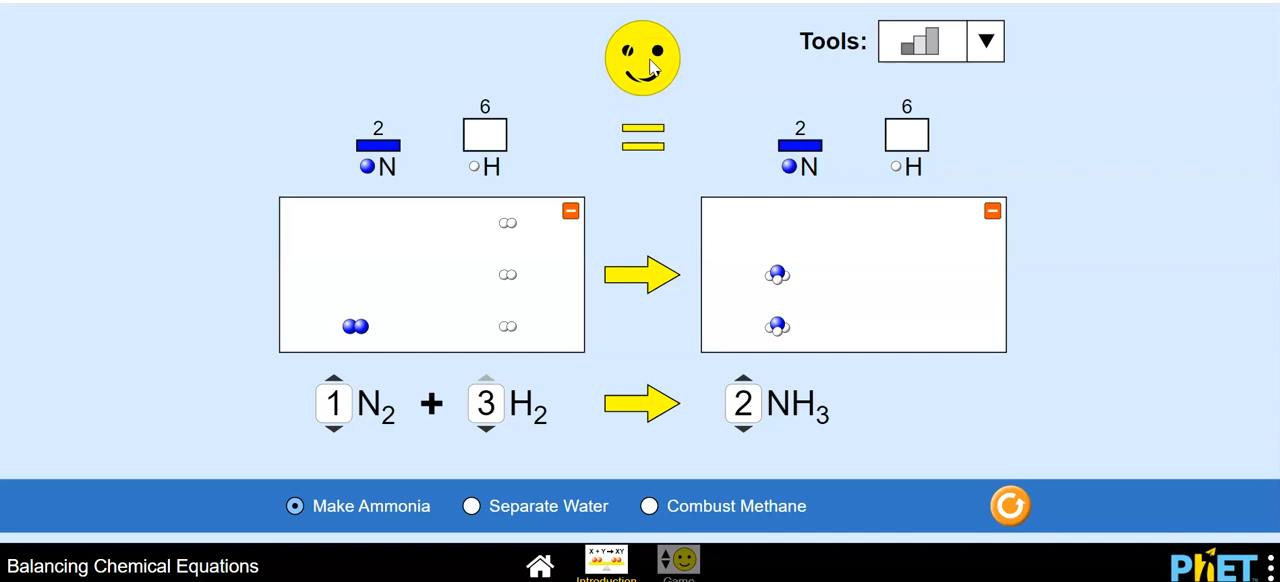 Tools: ▼
6 6
2 2
N H = N H
1 N₂ + 3 H₂ → 2 NH₃
Make Ammonia Separate Water Combust Methane
X + Y → XY
Balancing Chemical Equations PhET
Introduction Game